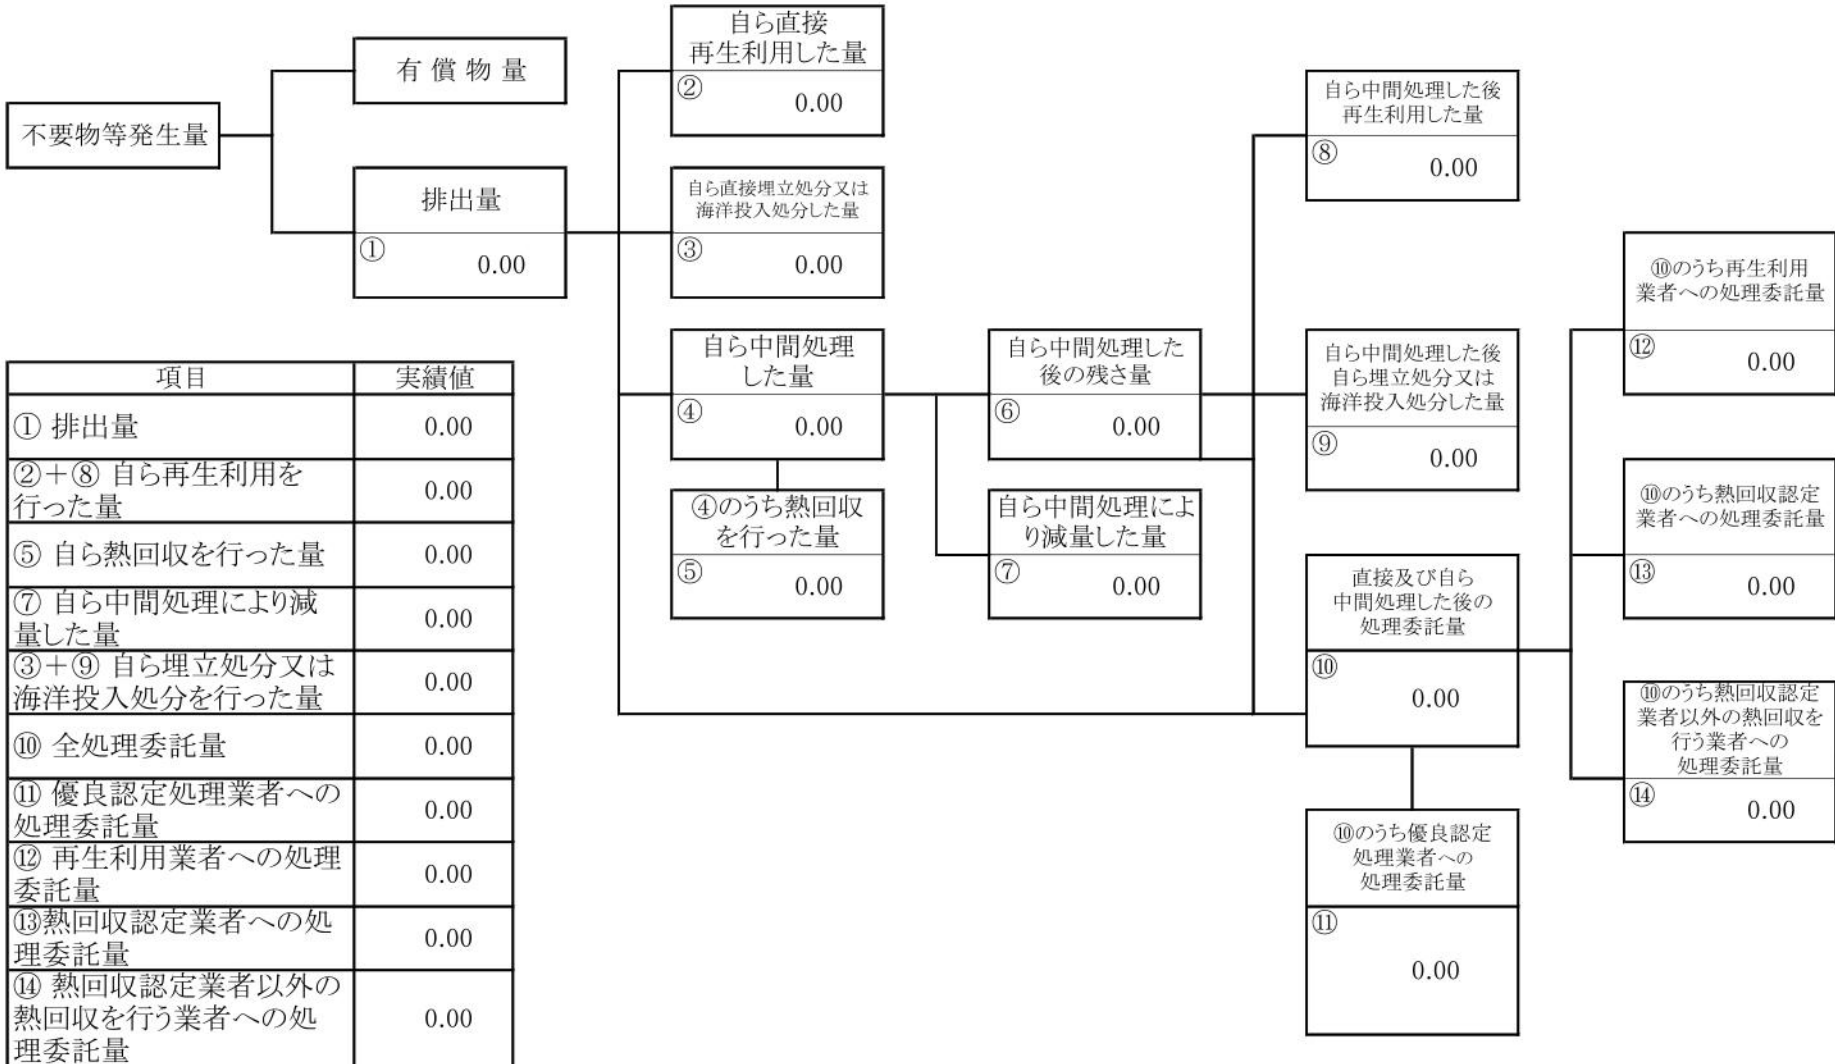 不要物等発生量
有 償 物 量
排出量
①
0.00
自ら直接
再生利用した量
②
0.00
自ら直接埋立処分又は
海洋投入処分した量
③
0.00
自ら中間処理
した量
④
0.00
④のうち熱回収
を行った量
⑤
0.00
自ら中間処理した
後の残さ量
⑥
0.00
自ら中間処理によ
り減量した量
⑦
0.00
自ら中間処理した後
再生利用した量
⑧
0.00
自ら中間処理した後
自ら埋立処分又は
海洋投入処分した量
⑨
0.00
直接及び自ら
中間処理した後の
処理委託量
⑩
0.00
⑩のうち優良認定
処理業者への
処理委託量
⑪
0.00
⑩のうち再生利用
業者への処理委託量
⑫
0.00
⑩のうち熱回収認定
業者への処理委託量
⑬
0.00
⑩のうち熱回収認定
業者以外の熱回収を
行う業者への
処理委託量
⑭
0.00
項目 実績値
① 排出量 0.00
②＋⑧ 自ら再生利用を
行った量
0.00
⑤ 自ら熱回収を行った量 0.00
⑦ 自ら中間処理により減
量した量
0.00
③＋⑨ 自ら埋立処分又は
海洋投入処分を行った量
0.00
⑩ 全処理委託量 0.00
⑪ 優良認定処理業者への
処理委託量
0.00
⑫ 再生利用業者への処理
委託量
0.00
⑬熱回収認定業者への処
理委託量
0.00
⑭ 熱回収認定業者以外の
熱回収を行う業者への処
理委託量
0.00